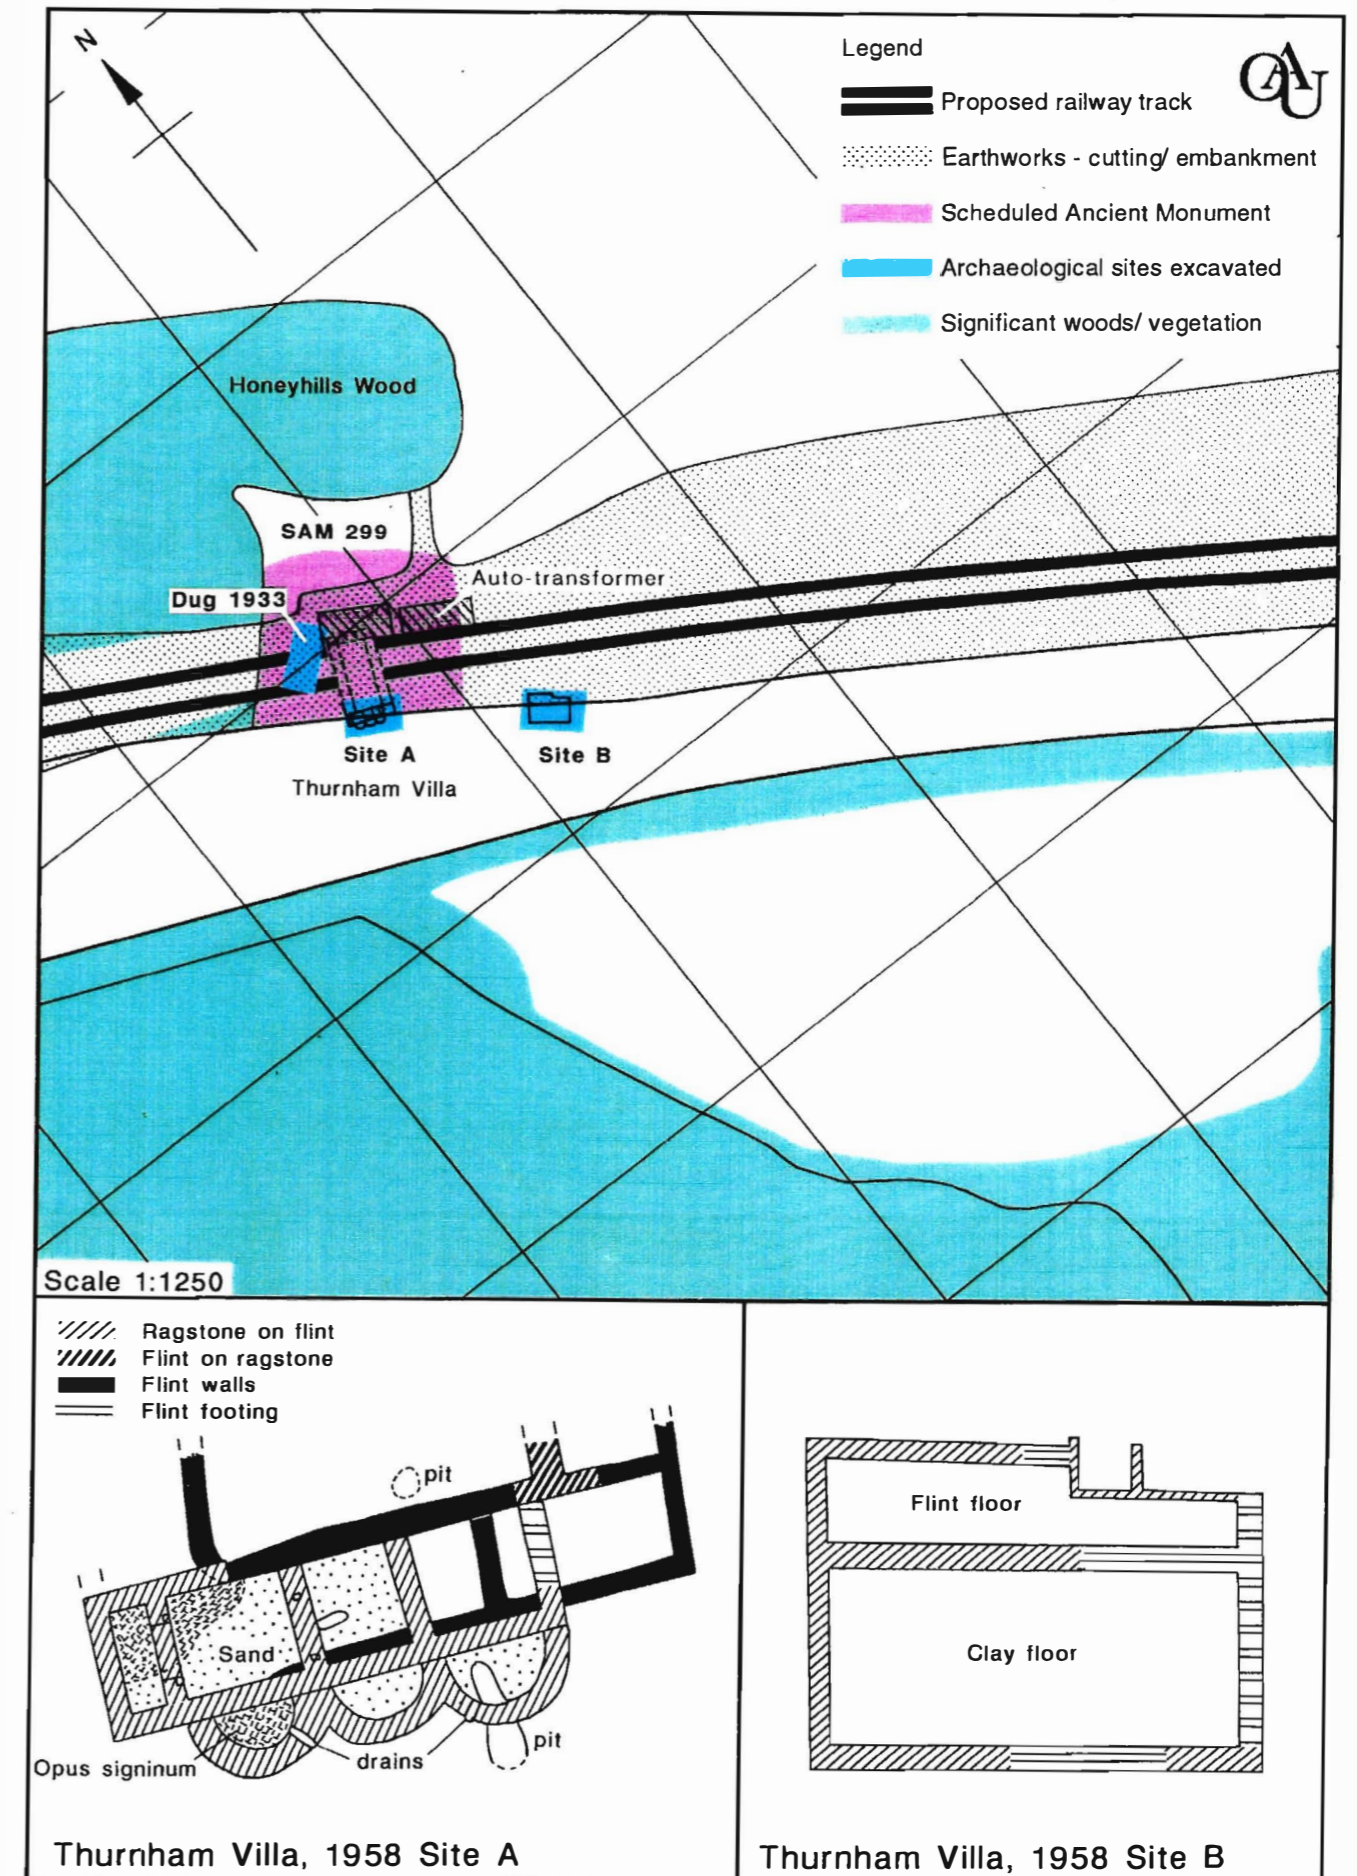 N
Legend
OAU
Proposed railway track
Earthworks - cutting/ embankment
Scheduled Ancient Monument
Archaeological sites excavated
Significant woods/ vegetation
Honeyhills Wood
SAM 299
Auto-transformer
Dug 1933
Site A
Site B
Thurnham Villa
Scale 1:1250
Ragstone on flint
Flint on ragstone
Flint walls
Flint footing
pit
Sand
Opus signinum
drains
pit
Thurnham Villa, 1958 Site A
Flint floor
Clay floor
Thurnham Villa, 1958 Site B